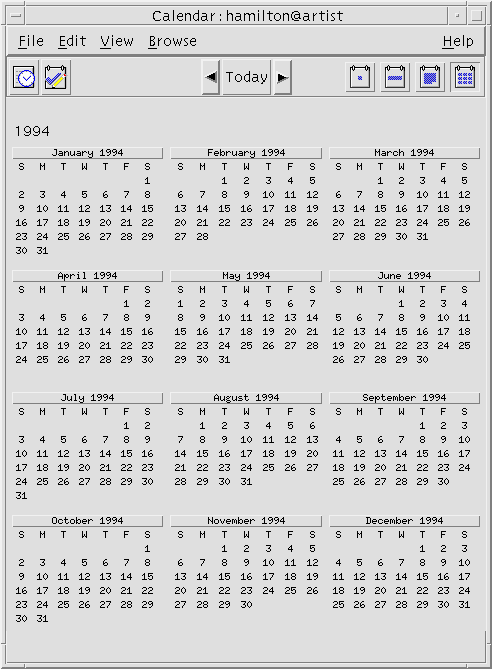 Calendar : hamilton@artist
File Edit View Browse Help
Today
1994
January 1994
S M T W T F S
1
2 3 4 5 6 7 8
9 10 11 12 13 14 15
16 17 18 19 20 21 22
23 24 25 26 27 28 29
30 31
February 1994
S M T W T F S
1 2 3 4 5
6 7 8 9 10 11 12
13 14 15 16 17 18 19
20 21 22 23 24 25 26
27 28
March 1994
S M T W T F S
1 2 3 4 5
6 7 8 9 10 11 12
13 14 15 16 17 18 19
20 21 22 23 24 25 26
27 28 29 30 31
April 1994
S M T W T F S
1 2
3 4 5 6 7 8 9
10 11 12 13 14 15 16
17 18 19 20 21 22 23
24 25 26 27 28 29 30
May 1994
S M T W T F S
1 2 3 4 5 6 7
8 9 10 11 12 13 14
15 16 17 18 19 20 21
22 23 24 25 26 27 28
29 30 31
June 1994
S M T W T F S
1 2 3 4
5 6 7 8 9 10 11
12 13 14 15 16 17 18
19 20 21 22 23 24 25
26 27 28 29 30
July 1994
S M T W T F S
1 2
3 4 5 6 7 8 9
10 11 12 13 14 15 16
17 18 19 20 21 22 23
24 25 26 27 28 29 30
31
August 1994
S M T W T F S
1 2 3 4 5 6
7 8 9 10 11 12 13
14 15 16 17 18 19 20
21 22 23 24 25 26 27
28 29 30 31
September 1994
S M T W T F S
1 2 3
4 5 6 7 8 9 10
11 12 13 14 15 16 17
18 19 20 21 22 23 24
25 26 27 28 29 30
October 1994
S M T W T F S
1
2 3 4 5 6 7 8
9 10 11 12 13 14 15
16 17 18 19 20 21 22
23 24 25 26 27 28 29
30 31
November 1994
S M T W T F S
1 2 3 4 5
6 7 8 9 10 11 12
13 14 15 16 17 18 19
20 21 22 23 24 25 26
27 28 29 30
December 1994
S M T W T F S
1 2 3
4 5 6 7 8 9 10
11 12 13 14 15 16 17
18 19 20 21 22 23 24
25 26 27 28 29 30 31